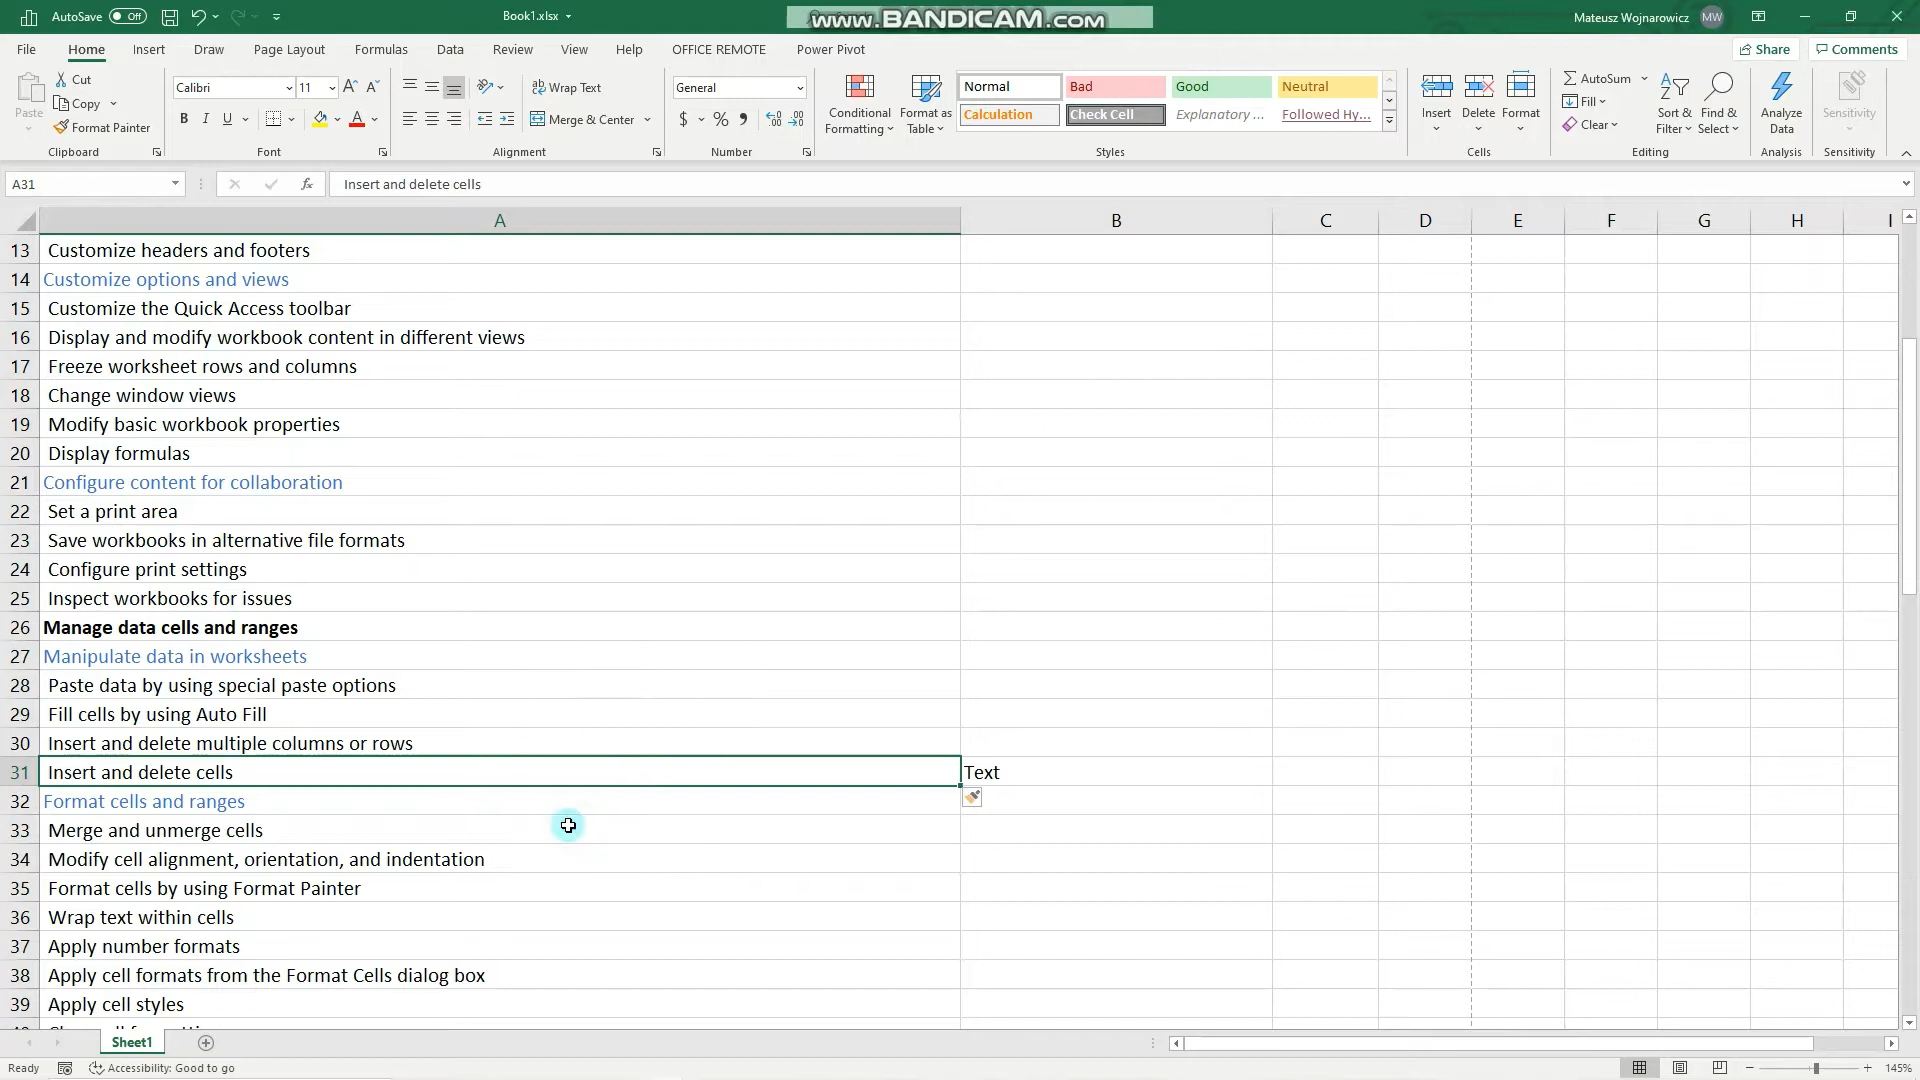 AutoSave Off Book1.xlsx www.BANDICAM.com Mateusz Wojnarowicz MW
File Home Insert Draw Page Layout Formulas Data Review View Help OFFICE REMOTE Power Pivot Share Comments
Paste Cut Copy Format Painter Clipboard
Calibri 11 B I U A Font
Wrap Text Merge & Center Alignment
General $ % Number
Conditional Formatting Format as Table
Normal Bad Good Neutral
Calculation Check Cell Explanatory ... Followed Hy...
Styles
Insert Delete Format Cells
AutoSum Fill Clear Sort & Filter Find & Select Editing
Analyze Data Analysis
Sensitivity Sensitivity
A31 fx Insert and delete cells
A B C D E F G H I
13 Customize headers and footers
14 Customize options and views
15 Customize the Quick Access toolbar
16 Display and modify workbook content in different views
17 Freeze worksheet rows and columns
18 Change window views
19 Modify basic workbook properties
20 Display formulas
21 Configure content for collaboration
22 Set a print area
23 Save workbooks in alternative file formats
24 Configure print settings
25 Inspect workbooks for issues
26 Manage data cells and ranges
27 Manipulate data in worksheets
28 Paste data by using special paste options
29 Fill cells by using Auto Fill
30 Insert and delete multiple columns or rows
31 Insert and delete cells Text
32 Format cells and ranges
33 Merge and unmerge cells
34 Modify cell alignment, orientation, and indentation
35 Format cells by using Format Painter
36 Wrap text within cells
37 Apply number formats
38 Apply cell formats from the Format Cells dialog box
39 Apply cell styles
Sheet1
Ready Accessibility: Good to go 145%